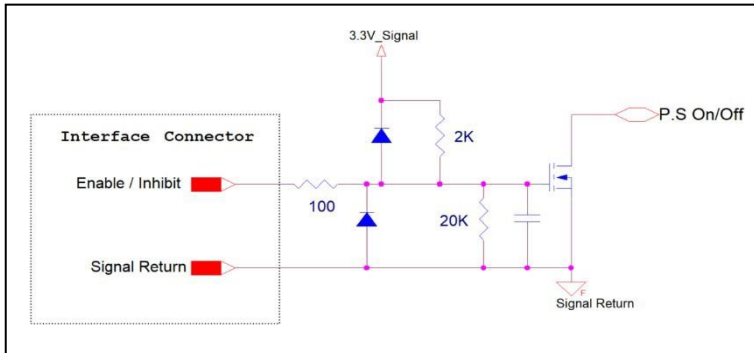 3.3V_Signal
P.S On/Off
Interface Connector
2K
Enable / Inhibit
100
20K
Signal Return
F
Signal Return